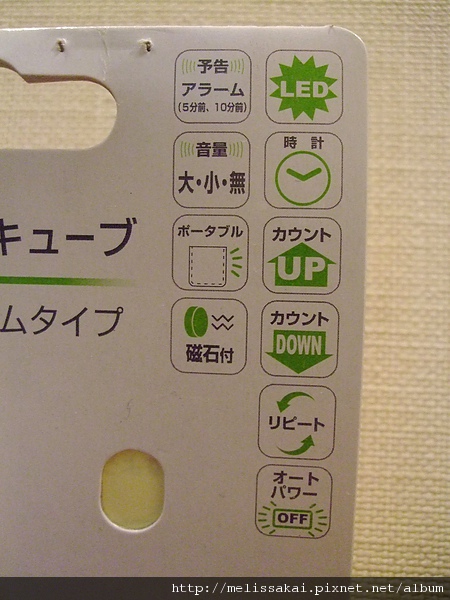 予告
アラーム
(5分前、10分前)
LED
音量
大・小・無
時計
キューブ
ポータブル
カウント
UP
ムタイプ
磁石付
カウント
DOWN
リピート
オート
パワー
OFF
http://melissakai.pixnet.net/album